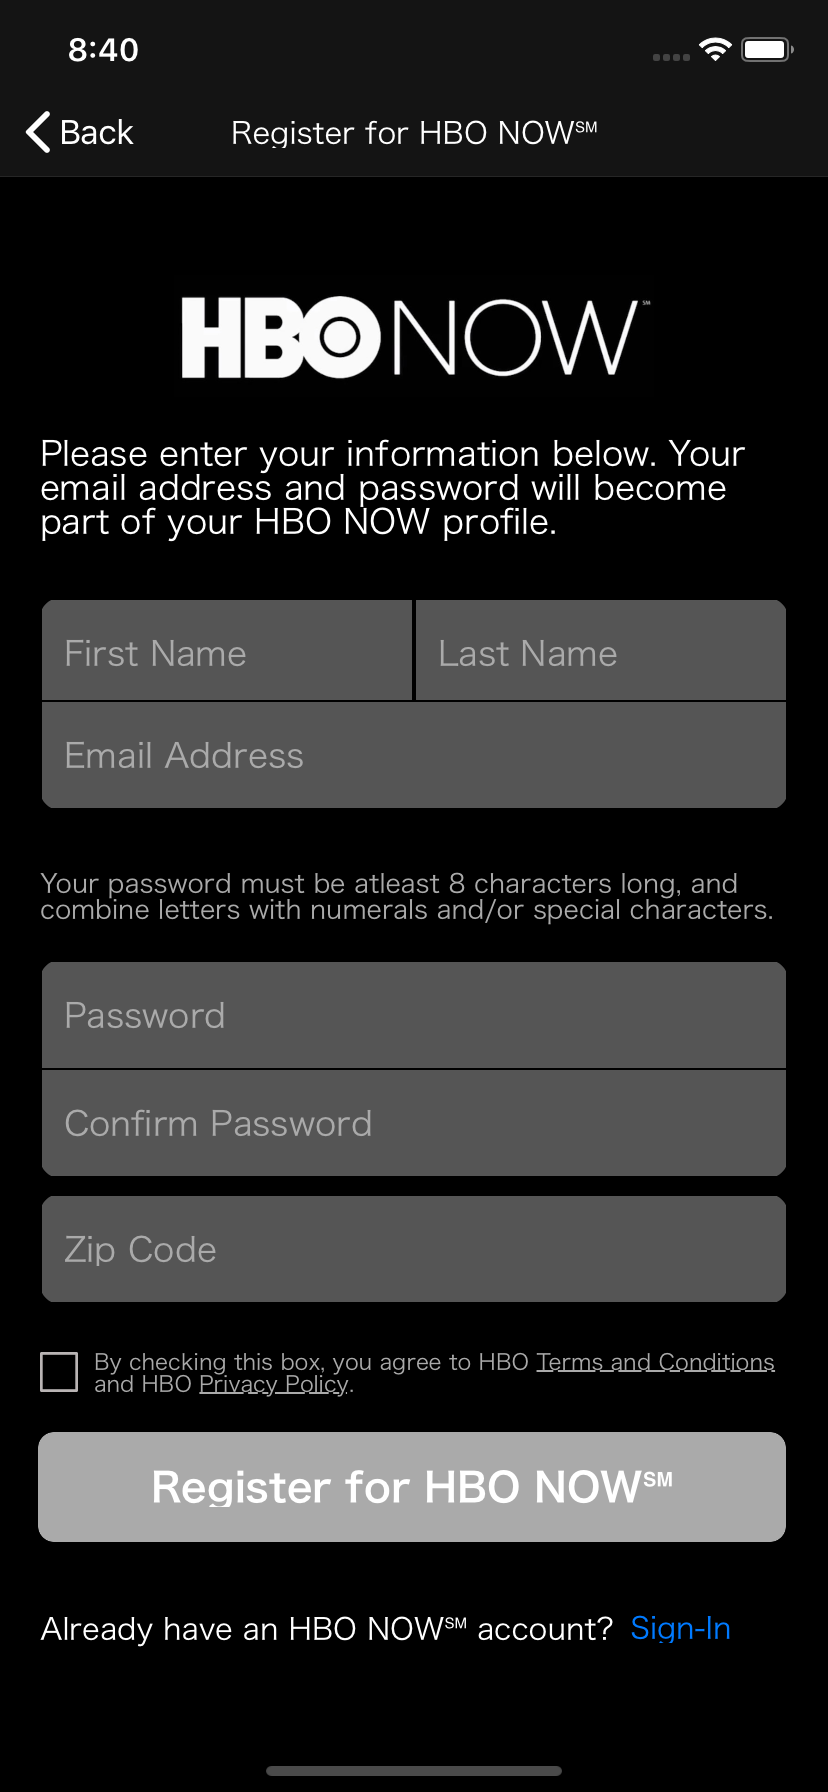 8:40
Back
Register for HBO NOW℠
HBO NOW℠
Please enter your information below. Your
email address and password will become
part of your HBO NOW profile.
First Name
Last Name
Email Address
Your password must be atleast 8 characters long, and
combine letters with numerals and/or special characters.
Password
Confirm Password
Zip Code
By checking this box, you agree to HBO Terms and Conditions
and HBO Privacy Policy.
Register for HBO NOW℠
Already have an HBO NOW℠ account? Sign-In